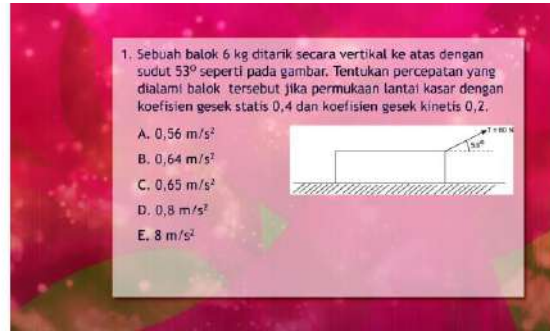 1. Sebuah balok 6 kg ditarik secara vertikal ke atas dengan
sudut 53° seperti pada gambar. Tentukan percepatan yang
dialami balok tersebut jika permukaan lantai kasar dengan
koefisien gesek statis 0,4 dan koefisien gesek kinetis 0,2.
A. 0,56 m/s²
B. 0,64 m/s²
C. 0,65 m/s²
D. 0,8 m/s²
E. 8 m/s²
53°